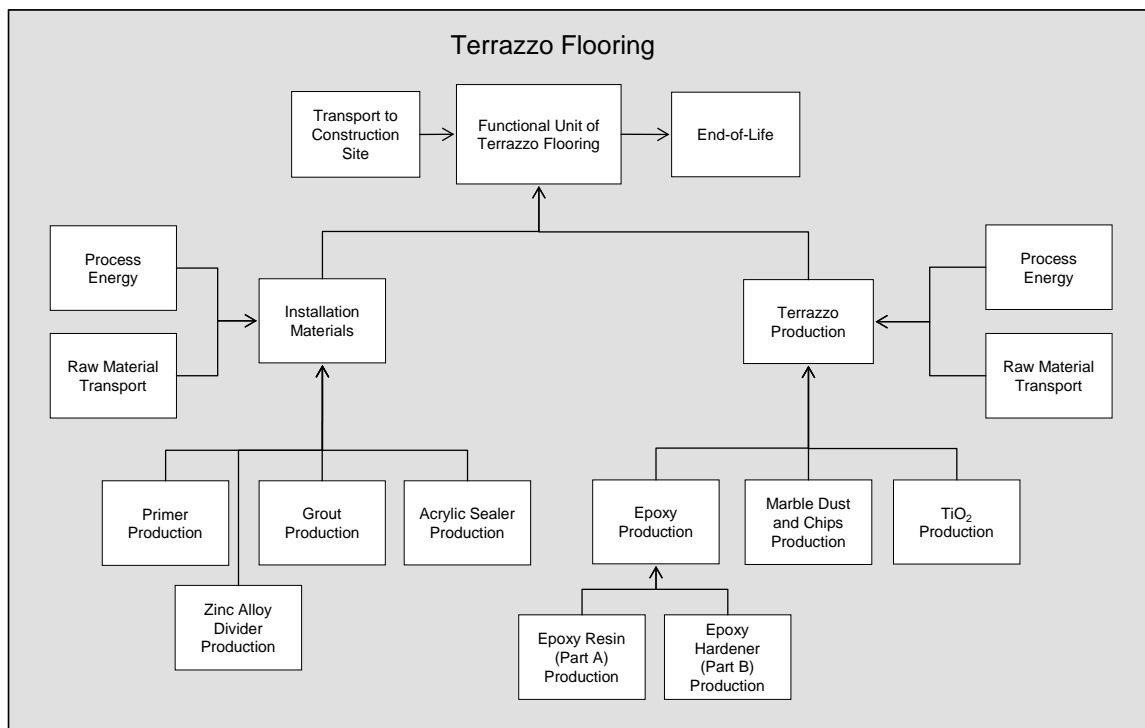 Terrazzo Flooring
Transport to
Construction
Site
Functional Unit of
Terrazzo Flooring
End-of-Life
Process
Energy
Raw Material
Transport
Installation
Materials
Terrazzo
Production
Process
Energy
Raw Material
Transport
Primer
Production
Grout
Production
Acrylic Sealer
Production
Zinc Alloy
Divider
Production
Epoxy
Production
Marble Dust
and Chips
Production
TiO₂
Production
Epoxy Resin
(Part A)
Production
Epoxy
Hardener
(Part B)
Production